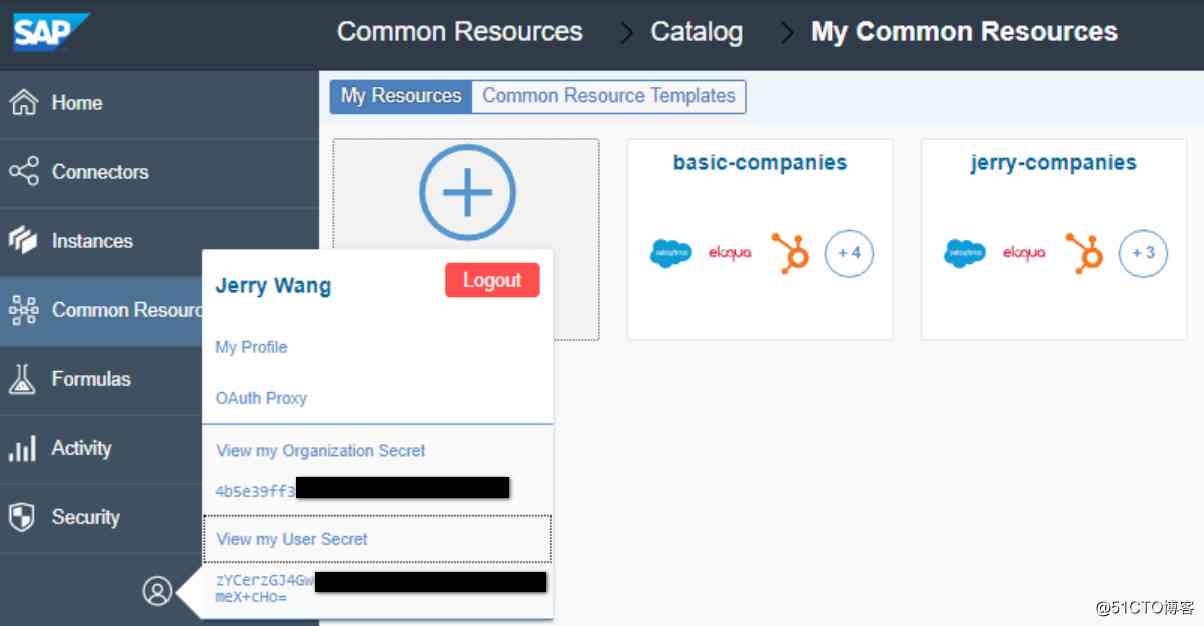 SAP
Common Resources > Catalog > My Common Resources
Home
Connectors
Instances
Common Resourc
Formulas
Activity
Security
My Resources
Common Resource Templates
basic-companies
salesforce
eloqua
+ 4
jerry-companies
salesforce
eloqua
+ 3
Jerry Wang
Logout
My Profile
OAuth Proxy
View my Organization Secret
4b5e39ff3
View my User Secret
zYCerzGJ4Gw
meX+cHo=
@51CTO博客